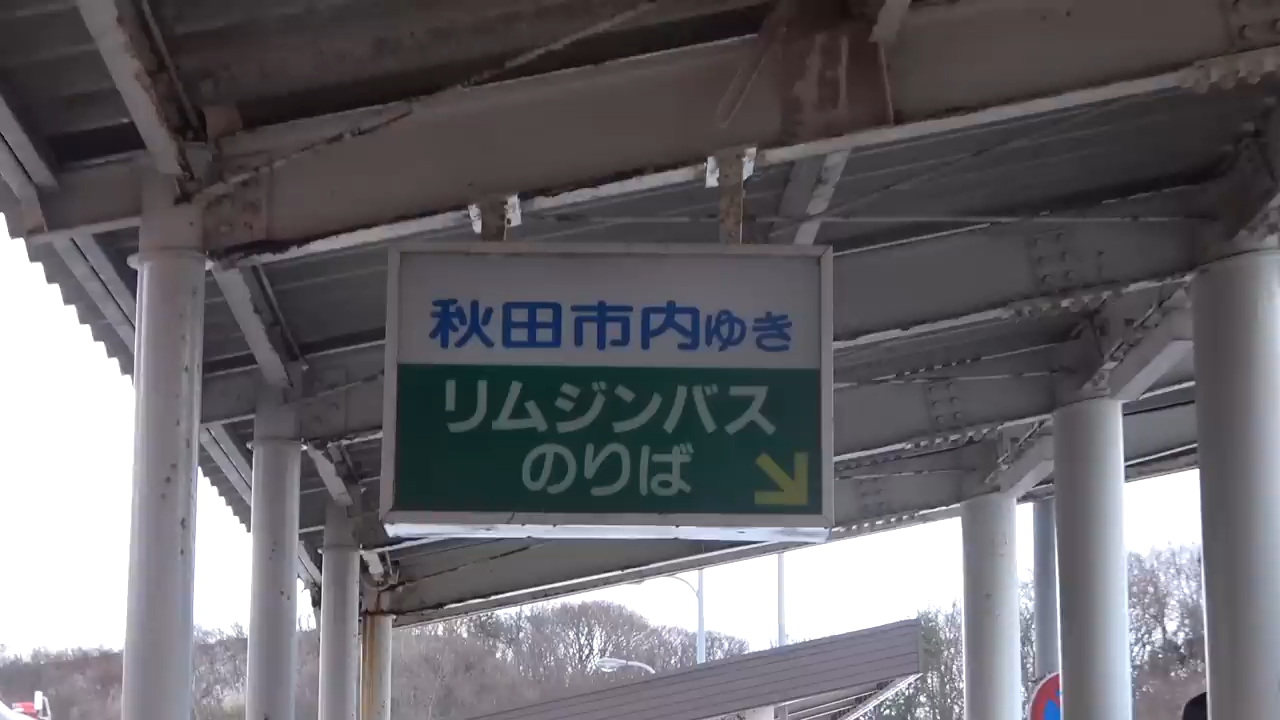 秋田市内ゆき
リムジンバス
のりば